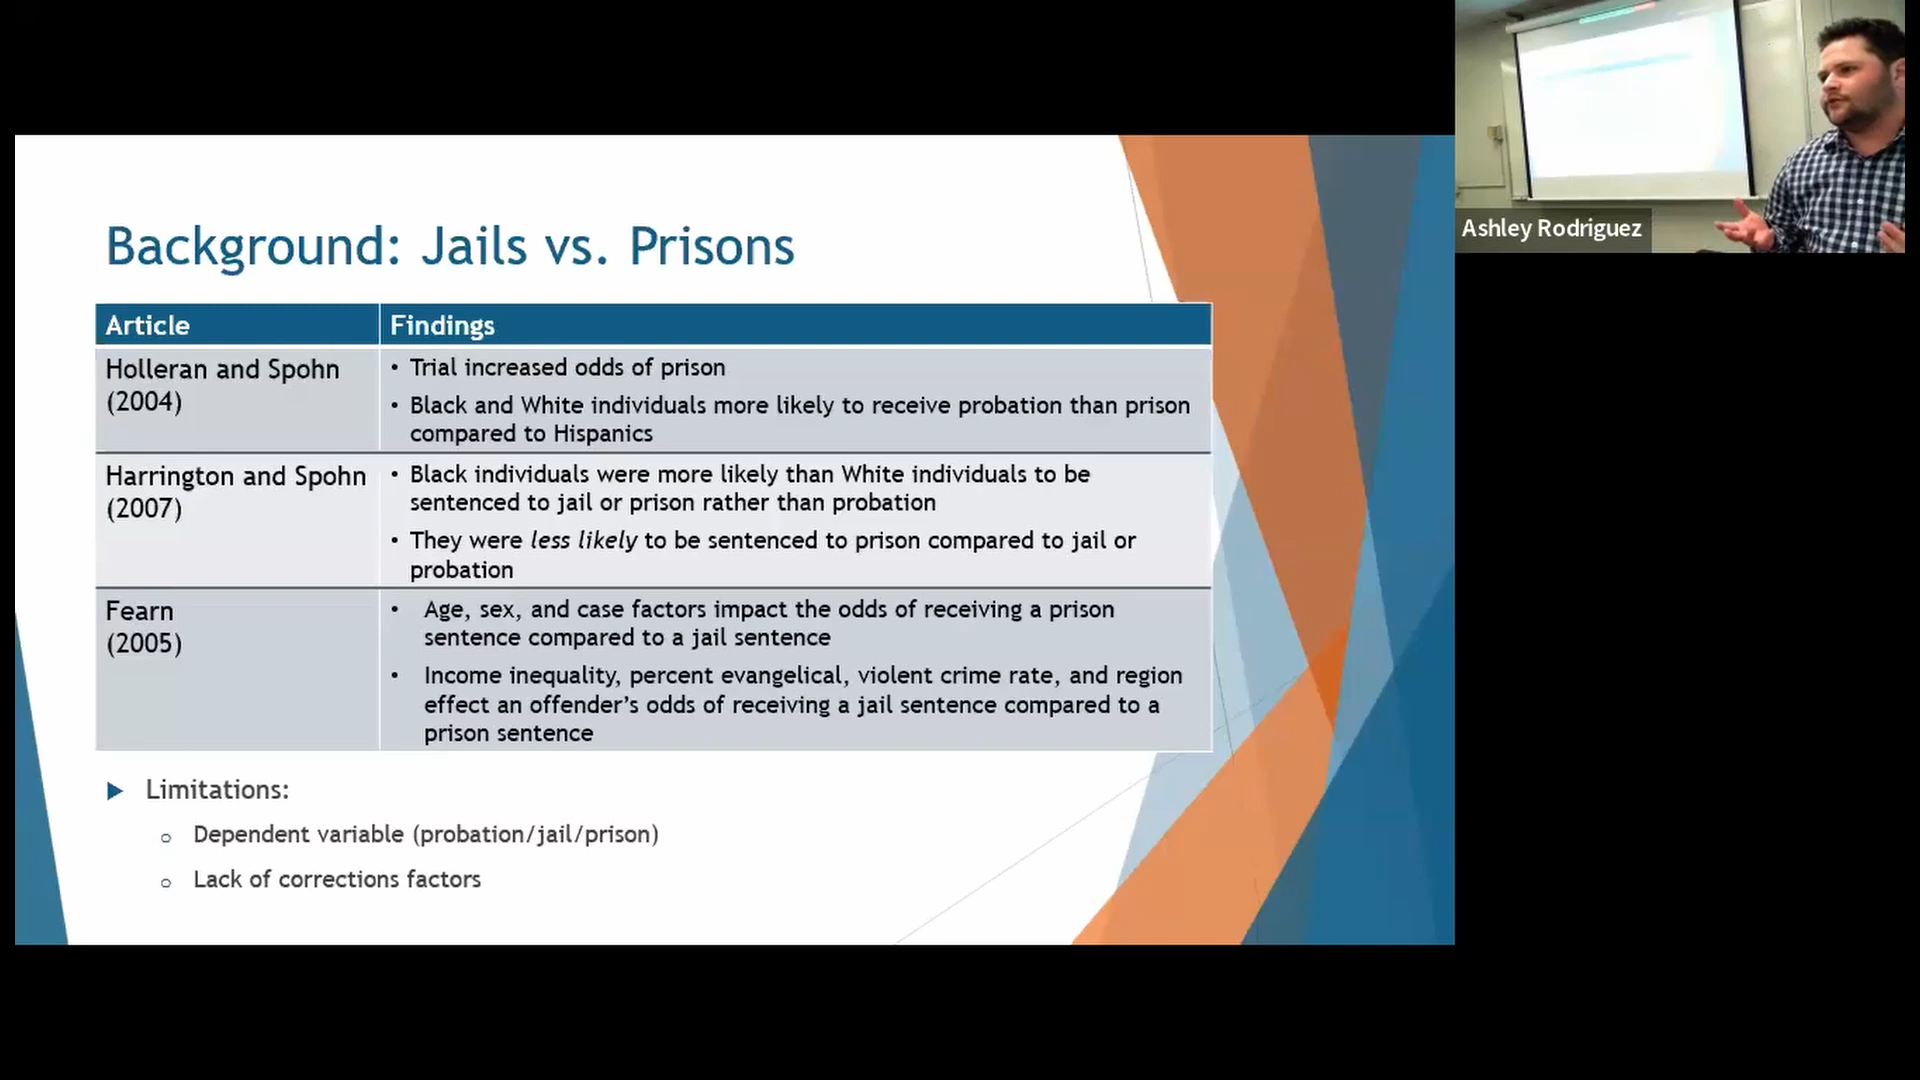 Background: Jails vs. Prisons
Article
Findings
Holleran and Spohn
(2004)
• Trial increased odds of prison
• Black and White individuals more likely to receive probation than prison
compared to Hispanics
Harrington and Spohn
(2007)
• Black individuals were more likely than White individuals to be
sentenced to jail or prison rather than probation
• They were less likely to be sentenced to prison compared to jail or
probation
Fearn
(2005)
• Age, sex, and case factors impact the odds of receiving a prison
sentence compared to a jail sentence
• Income inequality, percent evangelical, violent crime rate, and region
effect an offender’s odds of receiving a jail sentence compared to a
prison sentence
Limitations:
Dependent variable (probation/jail/prison)
Lack of corrections factors
Ashley Rodriguez